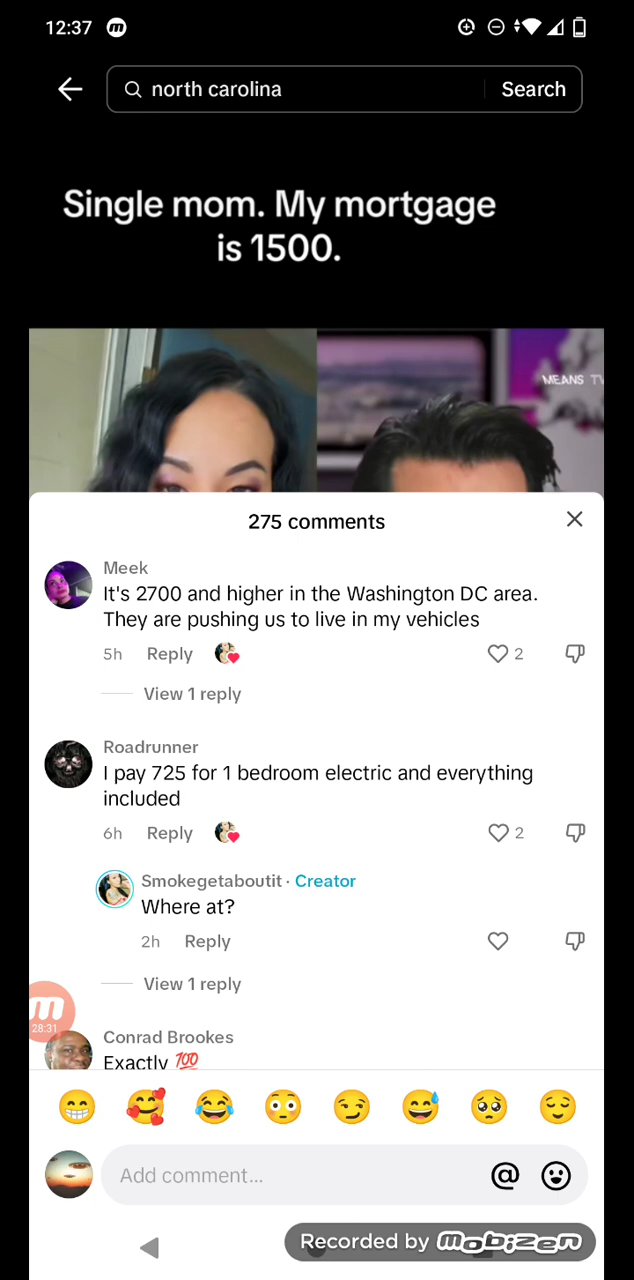 12:37
north carolina
Search
Single mom. My mortgage
is 1500.
MEANS TV
275 comments
Meek
It's 2700 and higher in the Washington DC area.
They are pushing us to live in my vehicles
5h Reply 2
View 1 reply
Roadrunner
I pay 725 for 1 bedroom electric and everything
included
6h Reply 2
Smokegetaboutit · Creator
Where at?
2h Reply
View 1 reply
m
28:31
Conrad Brookes
Exactly 💯
Add comment... @
Recorded by mobizen